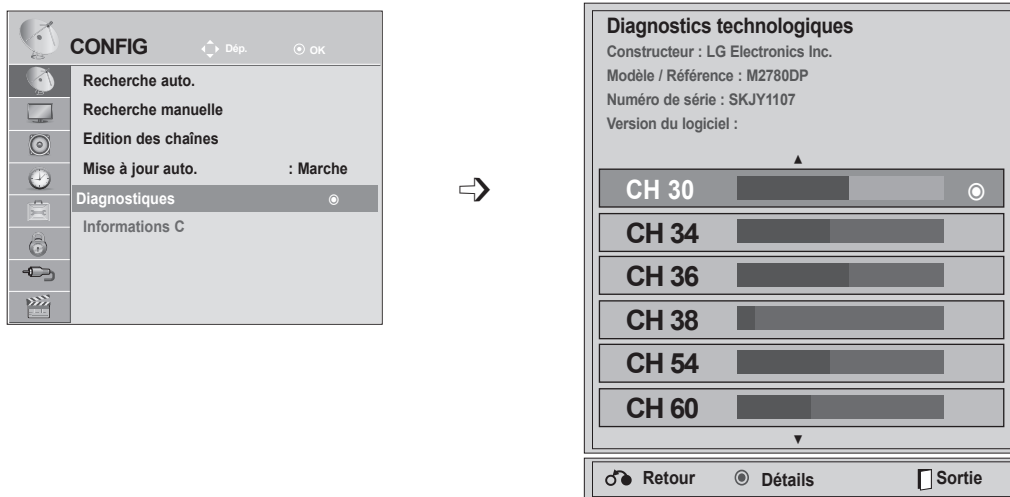 CONFIG Dép. OK
Recherche auto.
Recherche manuelle
Edition des chaînes
Mise à jour auto. : Marche
Diagnostiques
Informations C
Diagnostics technologiques
Constructeur : LG Electronics Inc.
Modèle / Référence : M2780DP
Numéro de série : SKJY1107
Version du logiciel :
CH 30
CH 34
CH 36
CH 38
CH 54
CH 60
Retour Détails Sortie